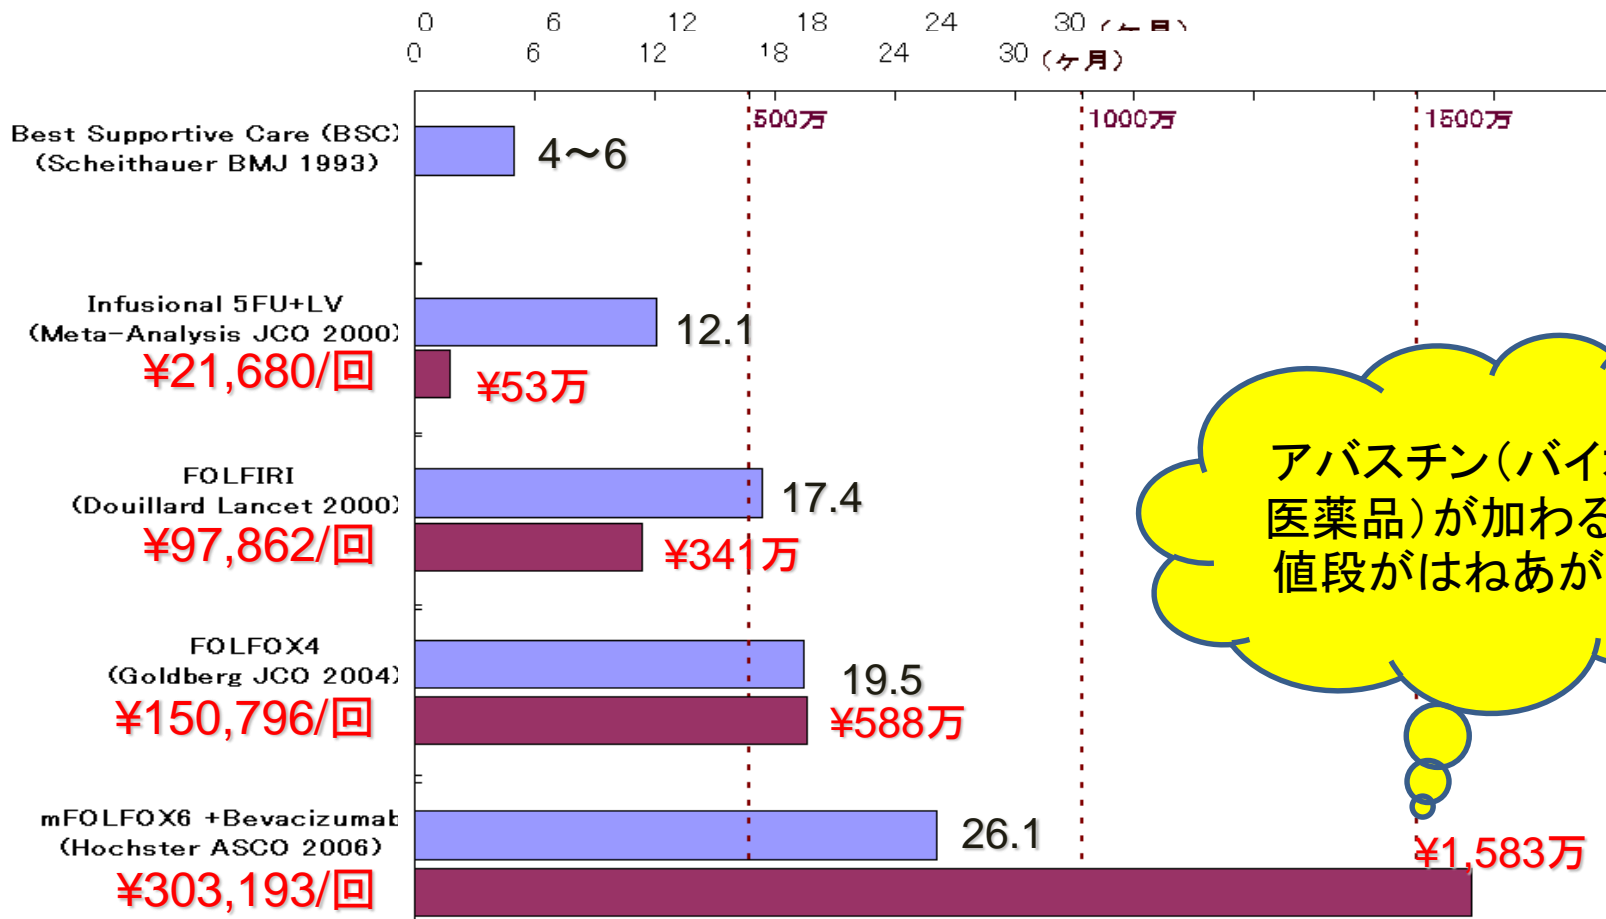 0 6 12 18 24 30
0 6 12 18 24 30 (ヶ月)
500万 1000万 1500万
Best Supportive Care (BSC)
(Scheithauer BMJ 1993)
4～6
Infusional 5FU+LV
(Meta-Analysis JCO 2000)
¥21,680/回
12.1
¥53万
FOLFIRI
(Douillard Lancet 2000)
¥97,862/回
17.4
¥341万
アバスチン(バイオ
医薬品)が加わる
値段がはねあが
FOLFOX4
(Goldberg JCO 2004)
¥150,796/回
19.5
¥588万
mFOLFOX6 +Bevacizumab
(Hochster ASCO 2006)
¥303,193/回
26.1
¥1,583万